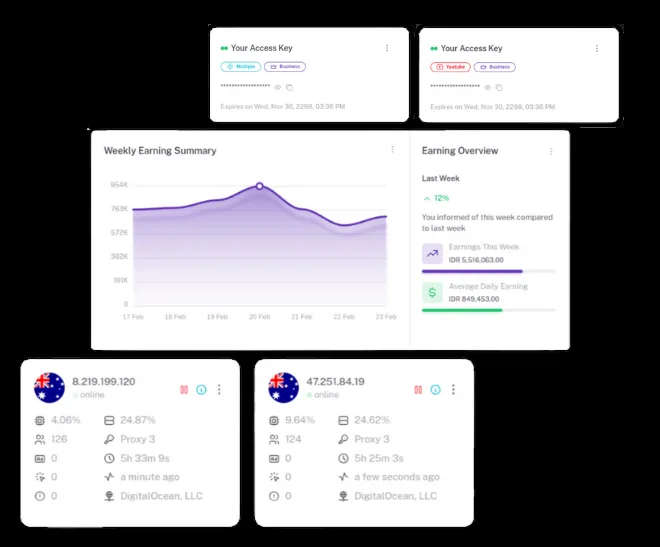 Your Access Key
Multiple Business
******************
Expires on Wed, Nov 30, 2298, 03:36 PM
Your Access Key
Youtube Business
******************
Expires on Wed, Nov 30, 2298, 03:36 PM
Weekly Earning Summary
954K
763K
572K
382K
191K
0
17 Feb 18 Feb 19 Feb 20 Feb 21 Feb 22 Feb 23 Feb
Earning Overview
Last Week
12%
You informed of this week compared
to last week
Earnings This Week
IDR 5,516,063.00
Average Daily Earning
IDR 849,453.00
8.219.199.120
online
4.06% 24.87%
126 Proxy 3
0 5h 33m 9s
0 a minute ago
0 DigitalOcean, LLC
47.251.84.19
online
9.64% 24.62%
124 Proxy 3
0 5h 25m 3s
0 a few seconds ago
0 DigitalOcean, LLC